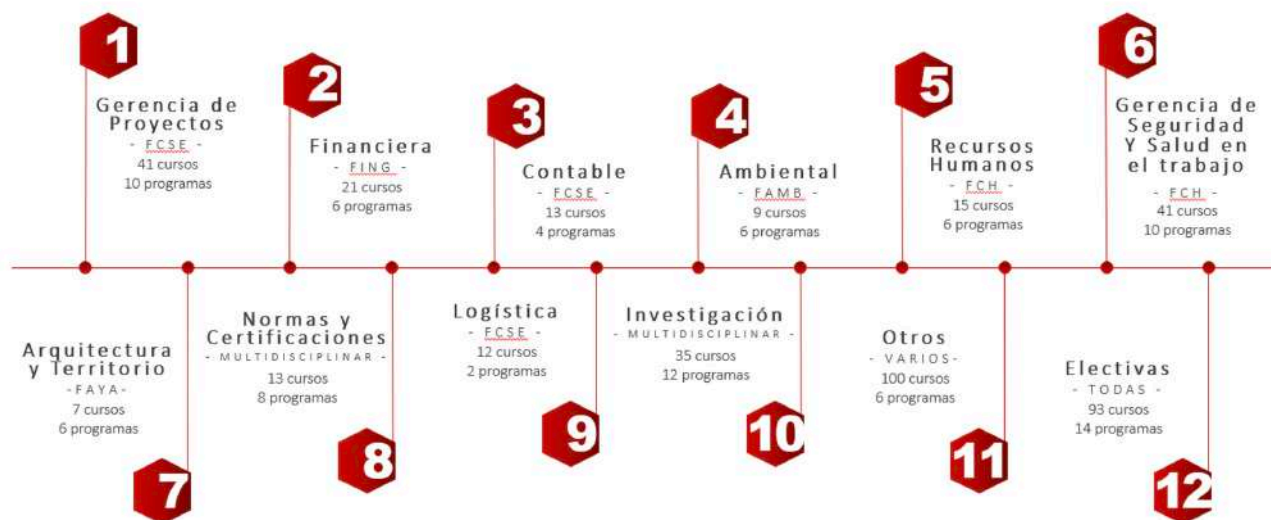 1
Gerencia de
Proyectos
- FCSE -
41 cursos
10 programas
2
Financiera
- FING -
21 cursos
6 programas
3
Contable
- FCSE -
13 cursos
4 programas
4
Ambiental
- FAMB -
9 cursos
6 programas
5
Recursos
Humanos
- FCH -
15 cursos
6 programas
6
Gerencia de
Seguridad
Y Salud en
el trabajo
- FCH -
41 cursos
10 programas
Arquitectura
y Territorio
-FAYA-
7 cursos
6 programas
7
Normas y
Certificaciones
- MULTIDISCIPLINAR -
13 cursos
8 programas
8
Logística
- FCSE -
12 cursos
2 programas
9
Investigación
- MULTIDISCIPLINAR -
35 cursos
12 programas
10
Otros
- VARIOS-
100 cursos
6 programas
11
Electivas
- TODAS -
93 cursos
14 programas
12